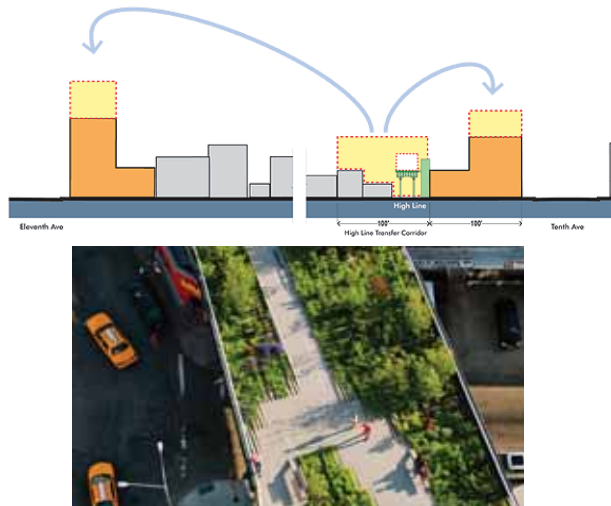 High Line
Eleventh Ave
100'
100'
Tenth Ave
High Line Transfer Corridor